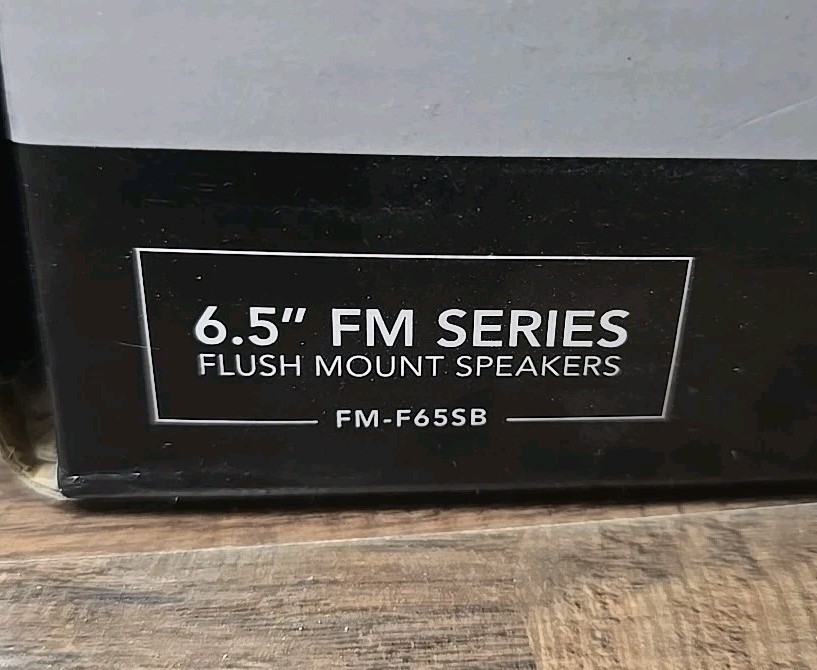 6.5" FM SERIES
FLUSH MOUNT SPEAKERS
FM-F65SB